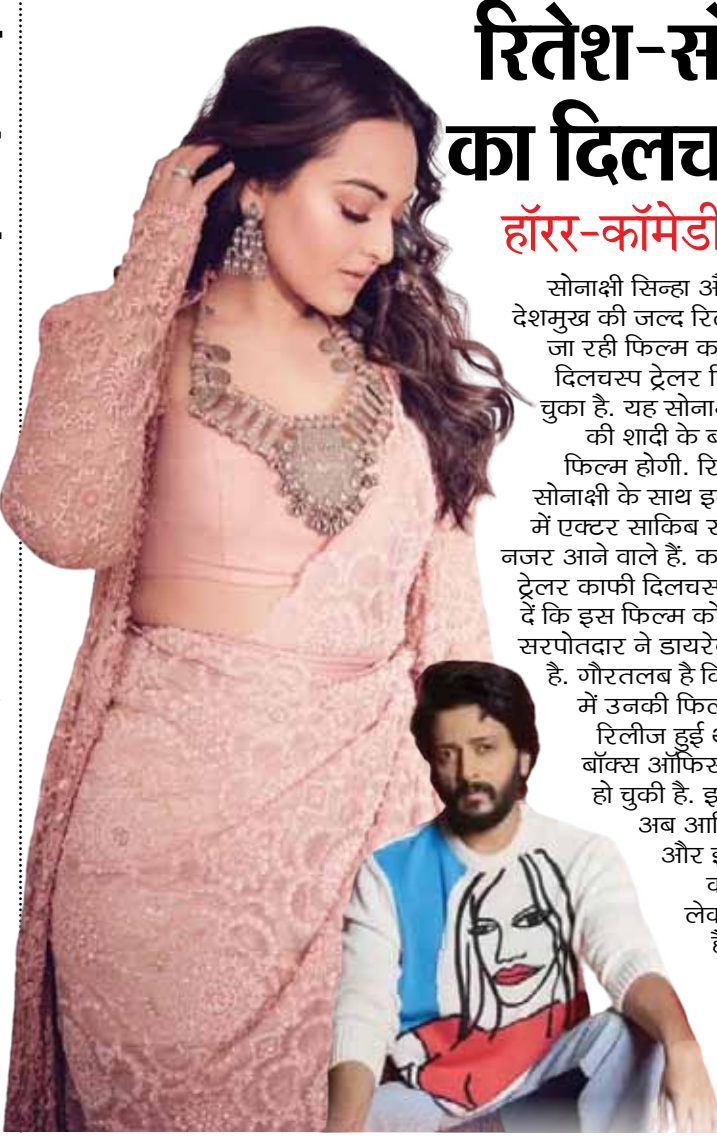 रितेश-सो
का दिलच
हॉरर-कॉमेडी
सोनाक्षी सिन्हा औ
देशमुख की जल्द रि
जा रही फिल्म क
दिलचस्प ट्रेलर रि
चुका है. यह सोना
की शादी के ब
फिल्म होगी. रि
सोनाक्षी के साथ इ
में एक्टर साकिब स
नजर आने वाले हैं. क
ट्रेलर काफी दिलचस्
दें कि इस फिल्म को
सरपोतदार ने डायरे
है. गौरतलब है कि
में उनकी फिल
रिलीज हुई थ
बॉक्स ऑफिस
हो चुकी है. इ
अब आदि
और इ
व
लेक
है